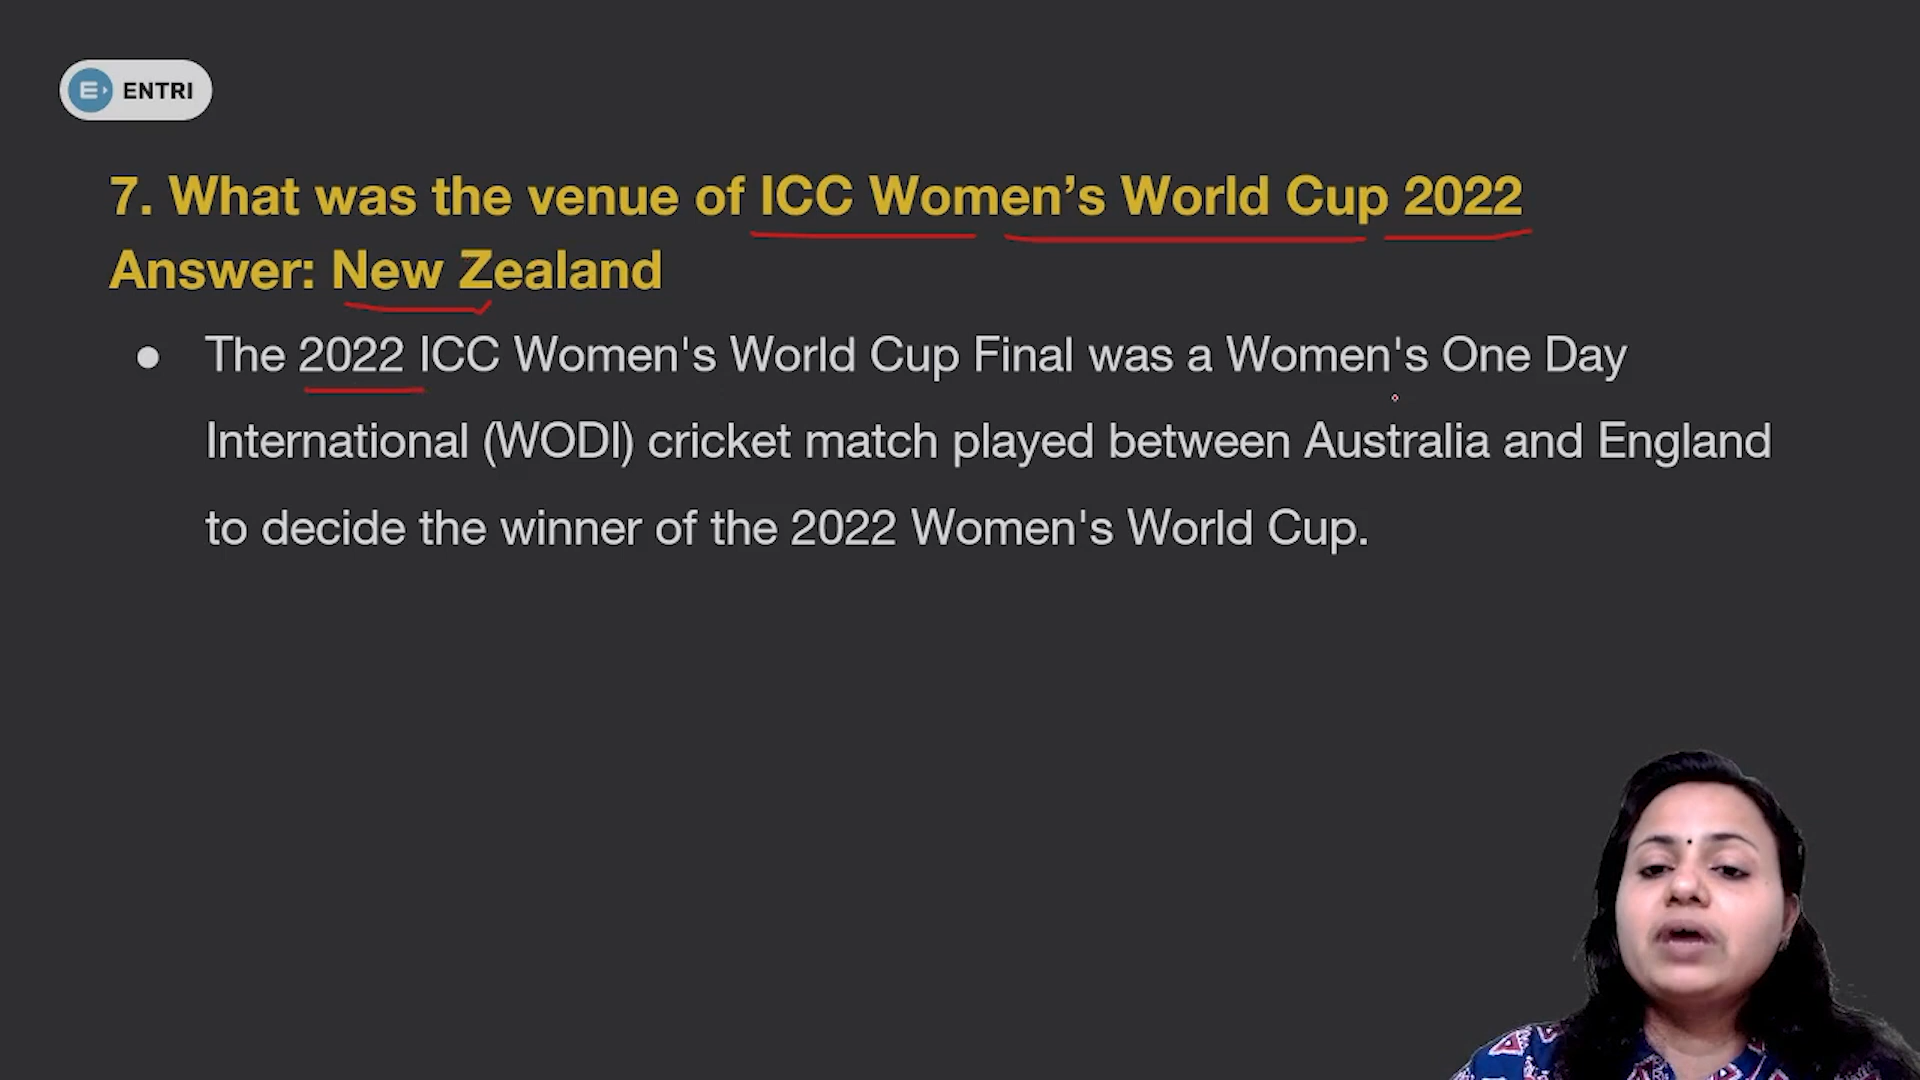 ENTRI
7. What was the venue of ICC Women’s World Cup 2022
Answer: New Zealand
● The 2022 ICC Women's World Cup Final was a Women's One Day
International (WODI) cricket match played between Australia and England
to decide the winner of the 2022 Women's World Cup.